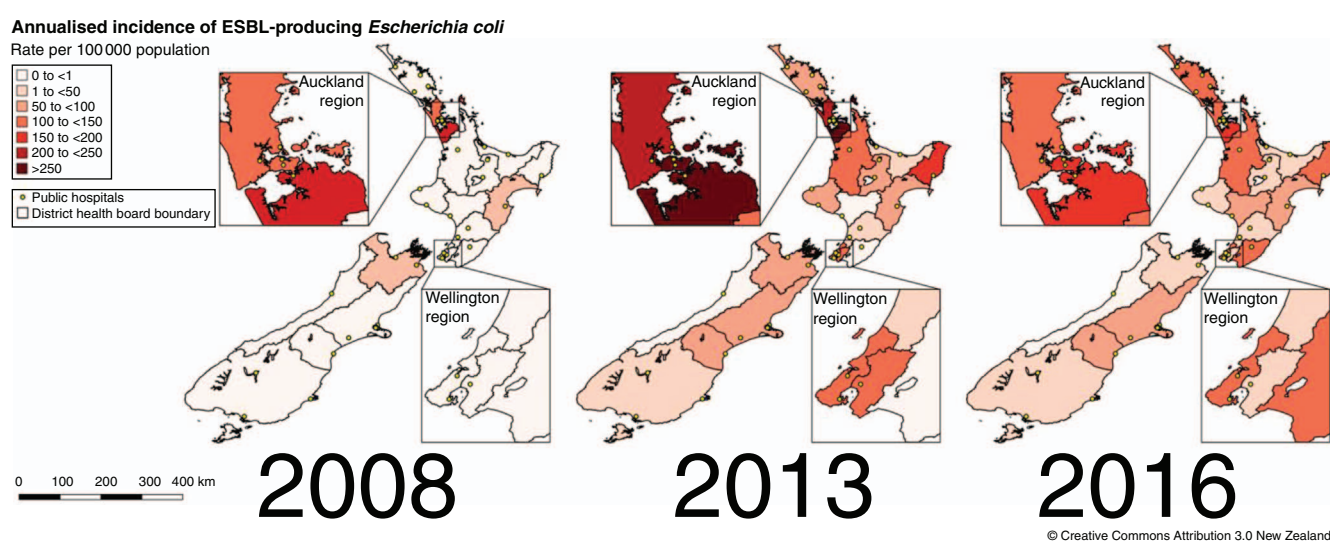 Annualised incidence of ESBL-producing Escherichia coli
Rate per 100 000 population
0 to <1
1 to <50
50 to <100
100 to <150
150 to <200
200 to <250
>250
Public hospitals
District health board boundary
Auckland
region
Wellington
region
Auckland
region
Wellington
region
Auckland
region
Wellington
region
0 100 200 300 400 km
2008
2013
2016
© Creative Commons Attribution 3.0 New Zealand